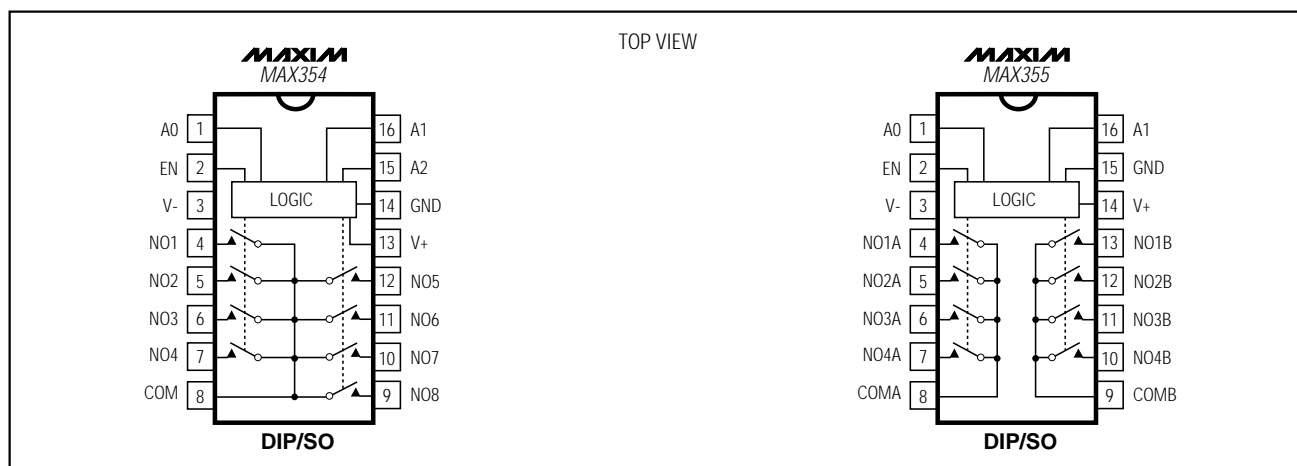 TOP VIEW
MAXIM
MAX354
A0 1
16 A1
EN 2
15 A2
LOGIC
V- 3
14 GND
NO1 4
13 V+
NO2 5
12 NO5
NO3 6
11 NO6
NO4 7
10 NO7
COM 8
9 NO8
DIP/SO
MAXIM
MAX355
A0 1
16 A1
EN 2
15 GND
LOGIC
V- 3
14 V+
NO1A 4
13 NO1B
NO2A 5
12 NO2B
NO3A 6
11 NO3B
NO4A 7
10 NO4B
COMA 8
9 COMB
DIP/SO